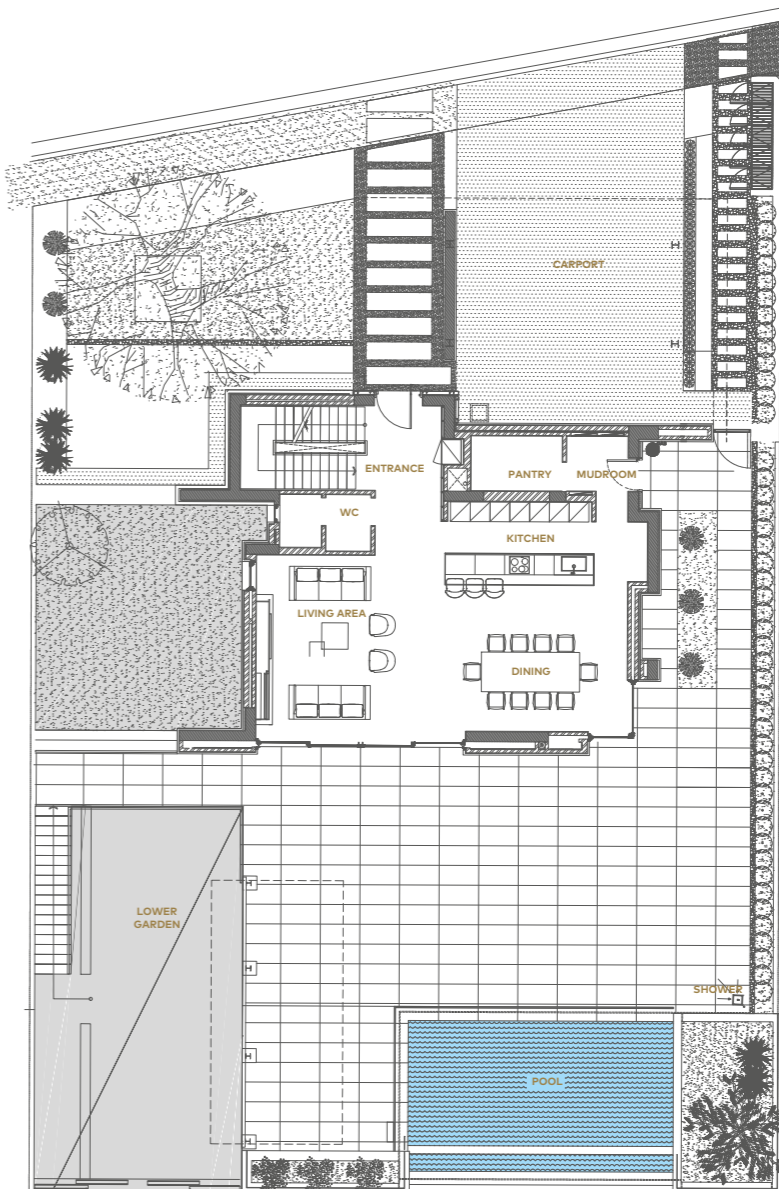 CARPORT
ENTRANCE
PANTRY
MUDROOM
WC
KITCHEN
LIVING AREA
DINING
LOWER
GARDEN
SHOWER
POOL